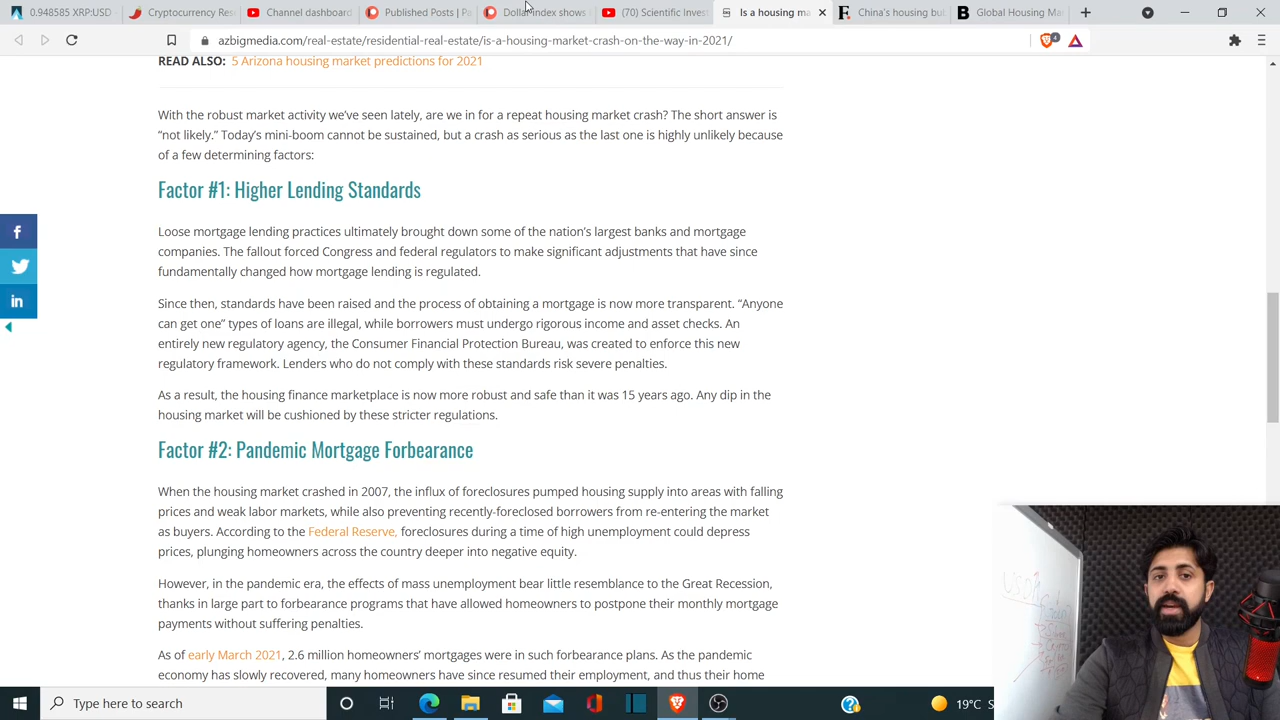 0.948585 XRP:USD
Cryptocurrency Res
Channel dashboard
Published Posts | Pa
Dollar index shows
(70) Scientific Invest
Is a housing ma
China's housing bu
Global Housing Ma
azbigmedia.com/real-estate/residential-real-estate/is-a-housing-market-crash-on-the-way-in-2021/
4
READ ALSO: 5 Arizona housing market predictions for 2021
With the robust market activity we've seen lately, are we in for a repeat housing market crash? The short answer is
“not likely.” Today's mini-boom cannot be sustained, but a crash as serious as the last one is highly unlikely because
of a few determining factors:
Factor #1: Higher Lending Standards
Loose mortgage lending practices ultimately brought down some of the nation's largest banks and mortgage
companies. The fallout forced Congress and federal regulators to make significant adjustments that have since
fundamentally changed how mortgage lending is regulated.
Since then, standards have been raised and the process of obtaining a mortgage is now more transparent. “Anyone
can get one” types of loans are illegal, while borrowers must undergo rigorous income and asset checks. An
entirely new regulatory agency, the Consumer Financial Protection Bureau, was created to enforce this new
regulatory framework. Lenders who do not comply with these standards risk severe penalties.
As a result, the housing finance marketplace is now more robust and safe than it was 15 years ago. Any dip in the
housing market will be cushioned by these stricter regulations.
Factor #2: Pandemic Mortgage Forbearance
When the housing market crashed in 2007, the influx of foreclosures pumped housing supply into areas with falling
prices and weak labor markets, while also preventing recently-foreclosed borrowers from re-entering the market
as buyers. According to the Federal Reserve, foreclosures during a time of high unemployment could depress
prices, plunging homeowners across the country deeper into negative equity.
However, in the pandemic era, the effects of mass unemployment bear little resemblance to the Great Recession,
thanks in large part to forbearance programs that have allowed homeowners to postpone their monthly mortgage
payments without suffering penalties.
As of early March 2021, 2.6 million homeowners' mortgages were in such forbearance plans. As the pandemic
economy has slowly recovered, many homeowners have since resumed their employment, and thus their home
Type here to search
19°C S